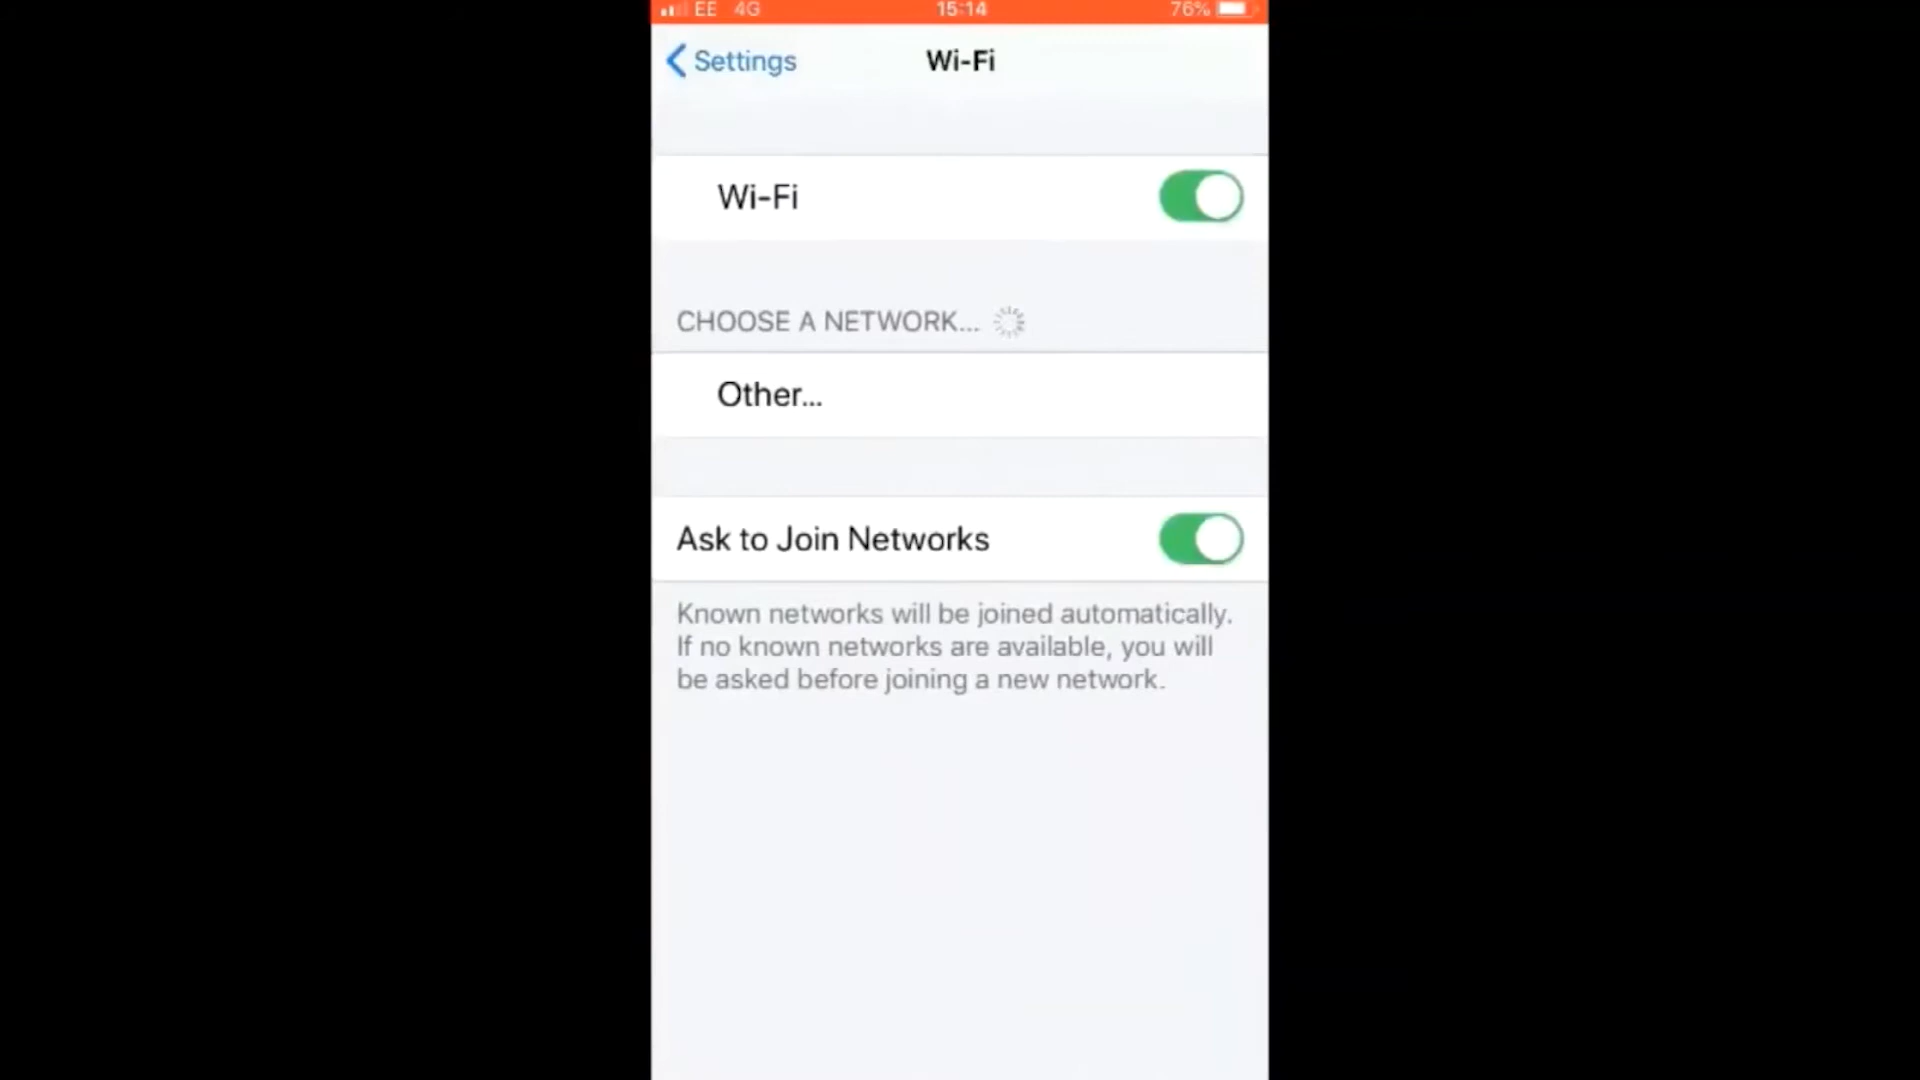 EE 4G 15:14 76%
Settings Wi-Fi
Wi-Fi
CHOOSE A NETWORK...
Other...
Ask to Join Networks
Known networks will be joined automatically.
If no known networks are available, you will
be asked before joining a new network.